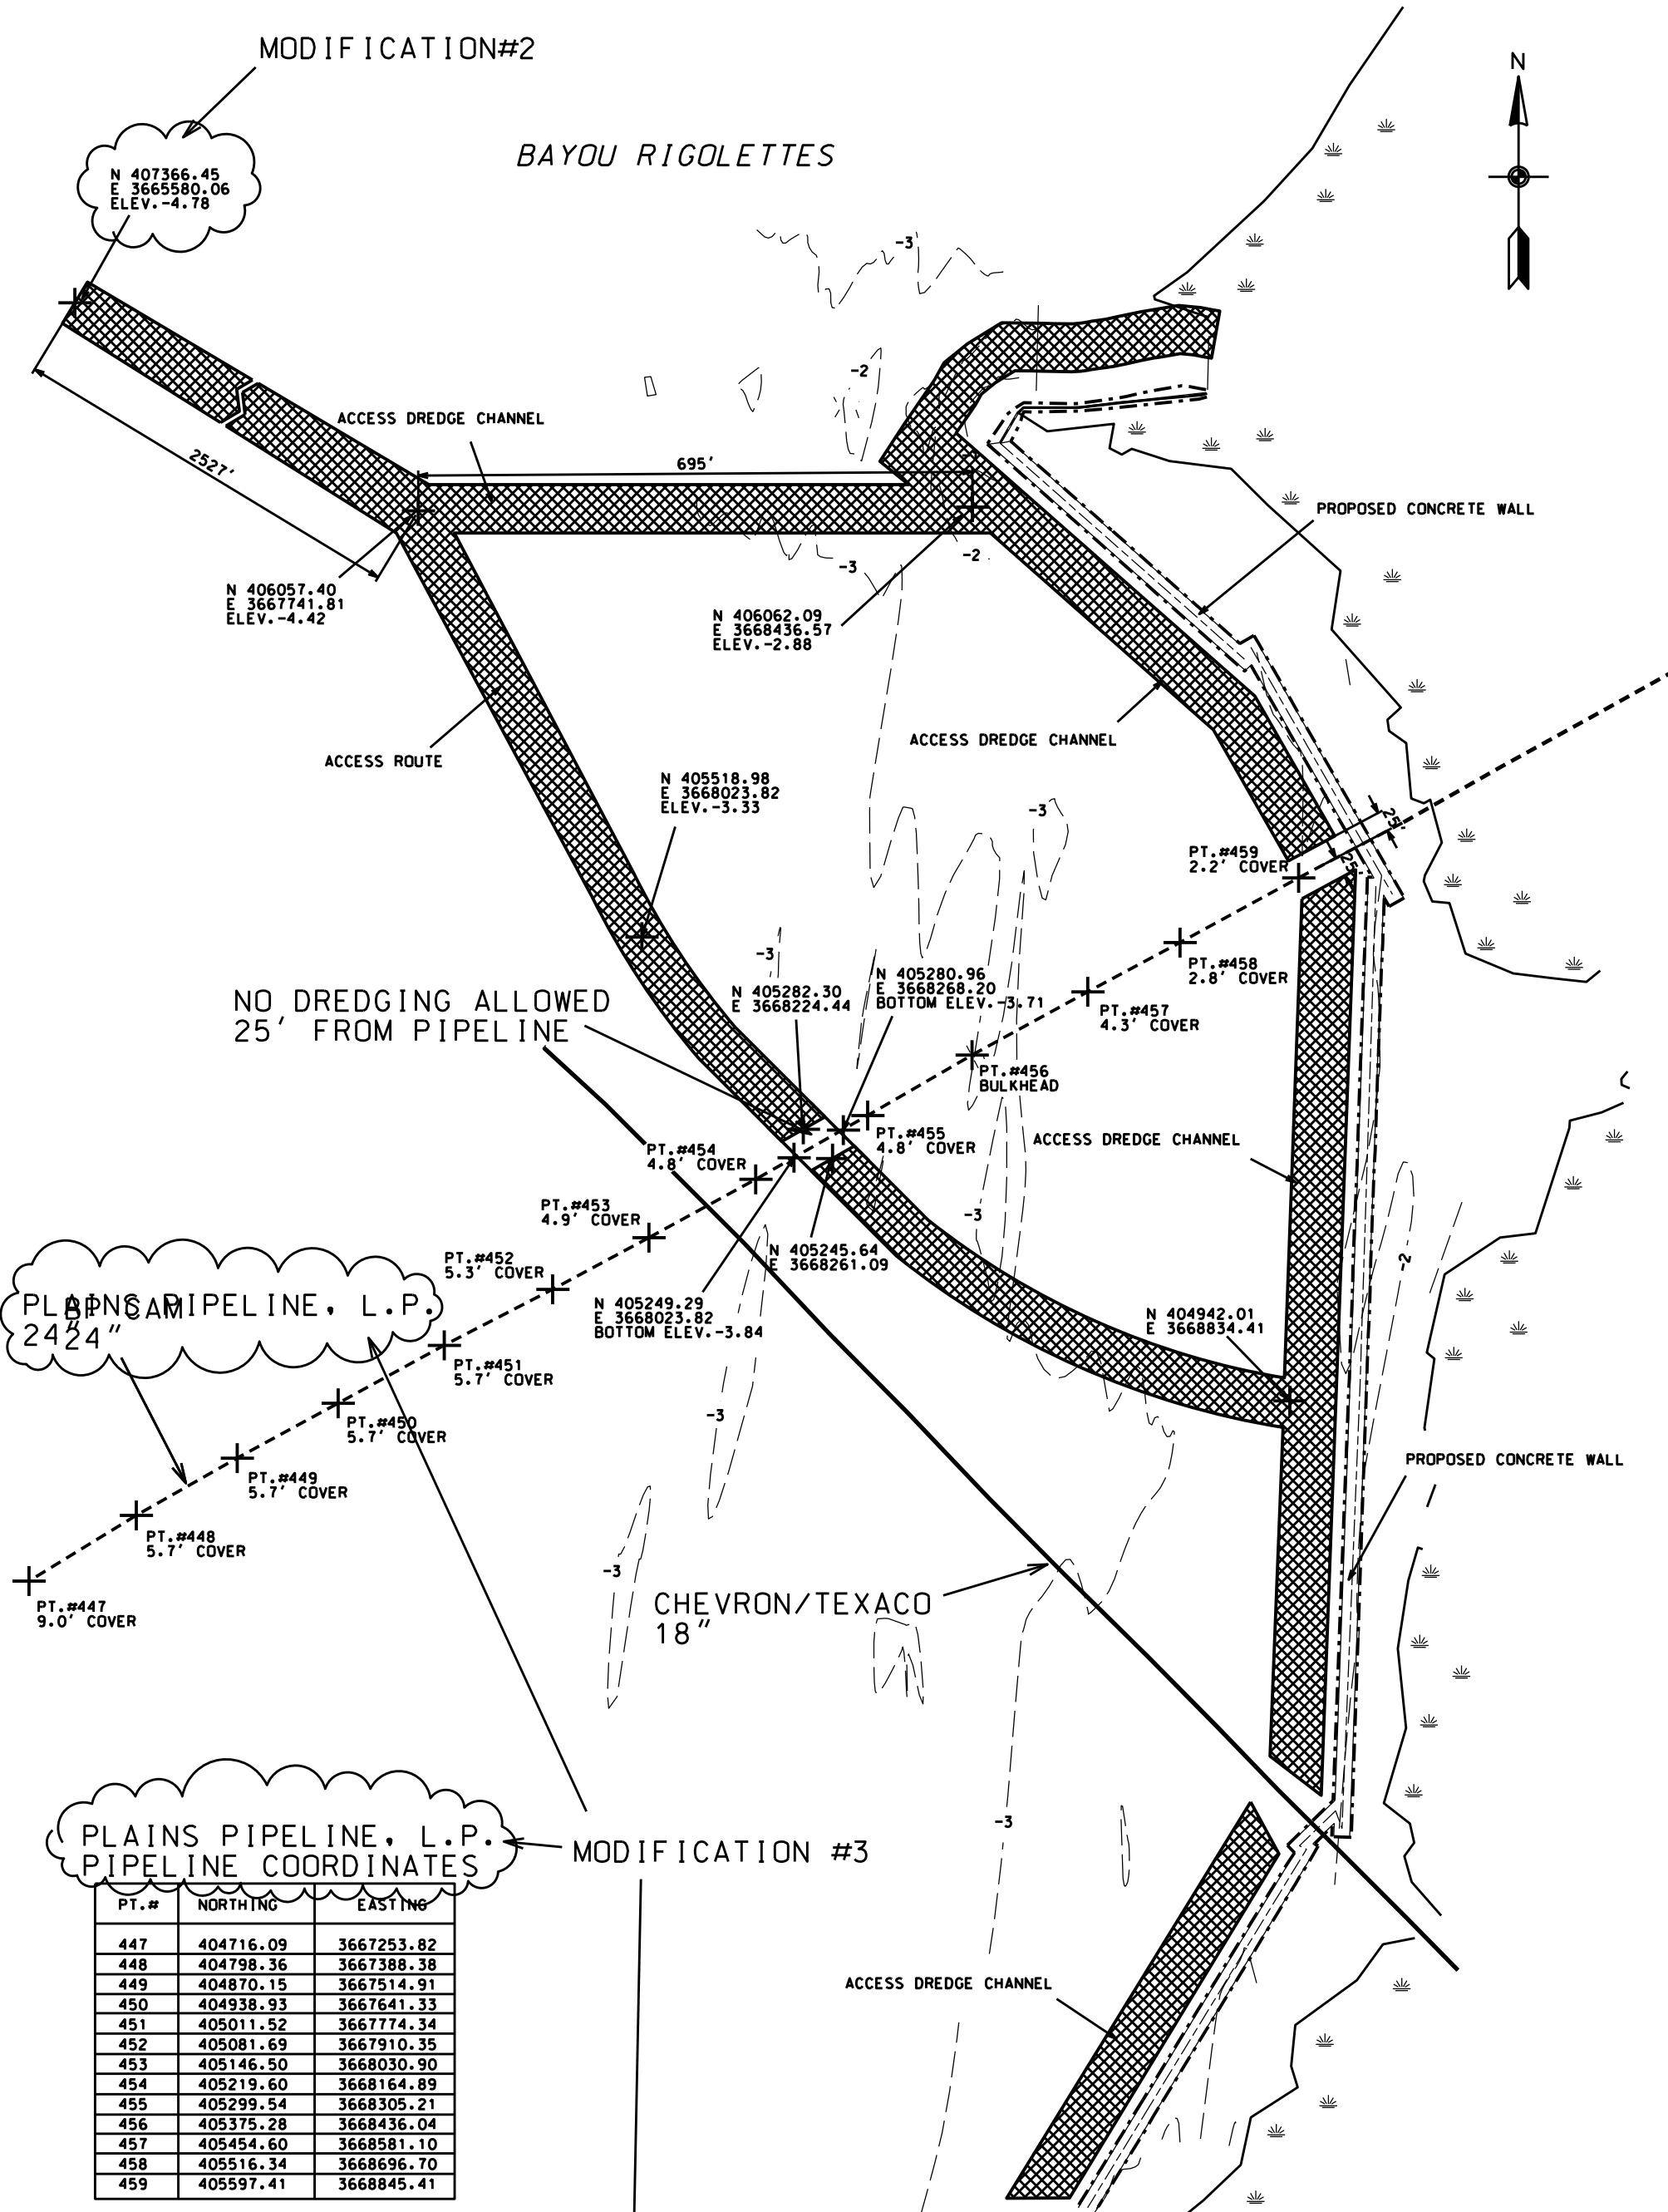 MODIFICATION#2
N
BAYOU RIGOLETTES
N 407366.45
E 3665580.06
ELEV.-4.78
-3
-2
ACCESS DREDGE CHANNEL
695'
2527'
PROPOSED CONCRETE WALL
-3
-2
N 406057.40
E 3667741.81
ELEV.-4.42
N 406062.09
E 3668436.57
ELEV.-2.88
ACCESS DREDGE CHANNEL
ACCESS ROUTE
N 405518.98
E 3668023.82
ELEV.-3.33
-3
25'
25'
PT.#459
2.2' COVER
-3
PT.#458
2.8' COVER
N 405280.96
E 3668268.20
BOTTOM ELEV.-3.71
N 405282.30
E 3668224.44
NO DREDGING ALLOWED
25' FROM PIPELINE
PT.#457
4.3' COVER
PT.#456
BULKHEAD
PT.#455
4.8' COVER
ACCESS DREDGE CHANNEL
PT.#454
4.8' COVER
PT.#453
4.9' COVER
-3
-2
N 405245.64
E 3668261.09
PT.#452
5.3' COVER
PLAINS PIPELINE, L.P.
24"
BP CAM
24"
N 405249.29
E 3668023.82
BOTTOM ELEV.-3.84
N 404942.01
E 3668834.41
PT.#451
5.7' COVER
-3
PT.#450
5.7' COVER
PROPOSED CONCRETE WALL
PT.#449
5.7' COVER
PT.#448
5.7' COVER
-3
PT.#447
9.0' COVER
CHEVRON/TEXACO
18"
-3
PLAINS PIPELINE, L.P.
PIPELINE COORDINATES
MODIFICATION #3
PT.# NORTHING EASTING
447 404716.09 3667253.82
448 404798.36 3667388.38
449 404870.15 3667514.91
450 404938.93 3667641.33
451 405011.52 3667774.34
452 405081.69 3667910.35
453 405146.50 3668030.90
454 405219.60 3668164.89
455 405299.54 3668305.21
456 405375.28 3668436.04
457 405454.60 3668581.10
458 405516.34 3668696.70
459 405597.41 3668845.41
ACCESS DREDGE CHANNEL